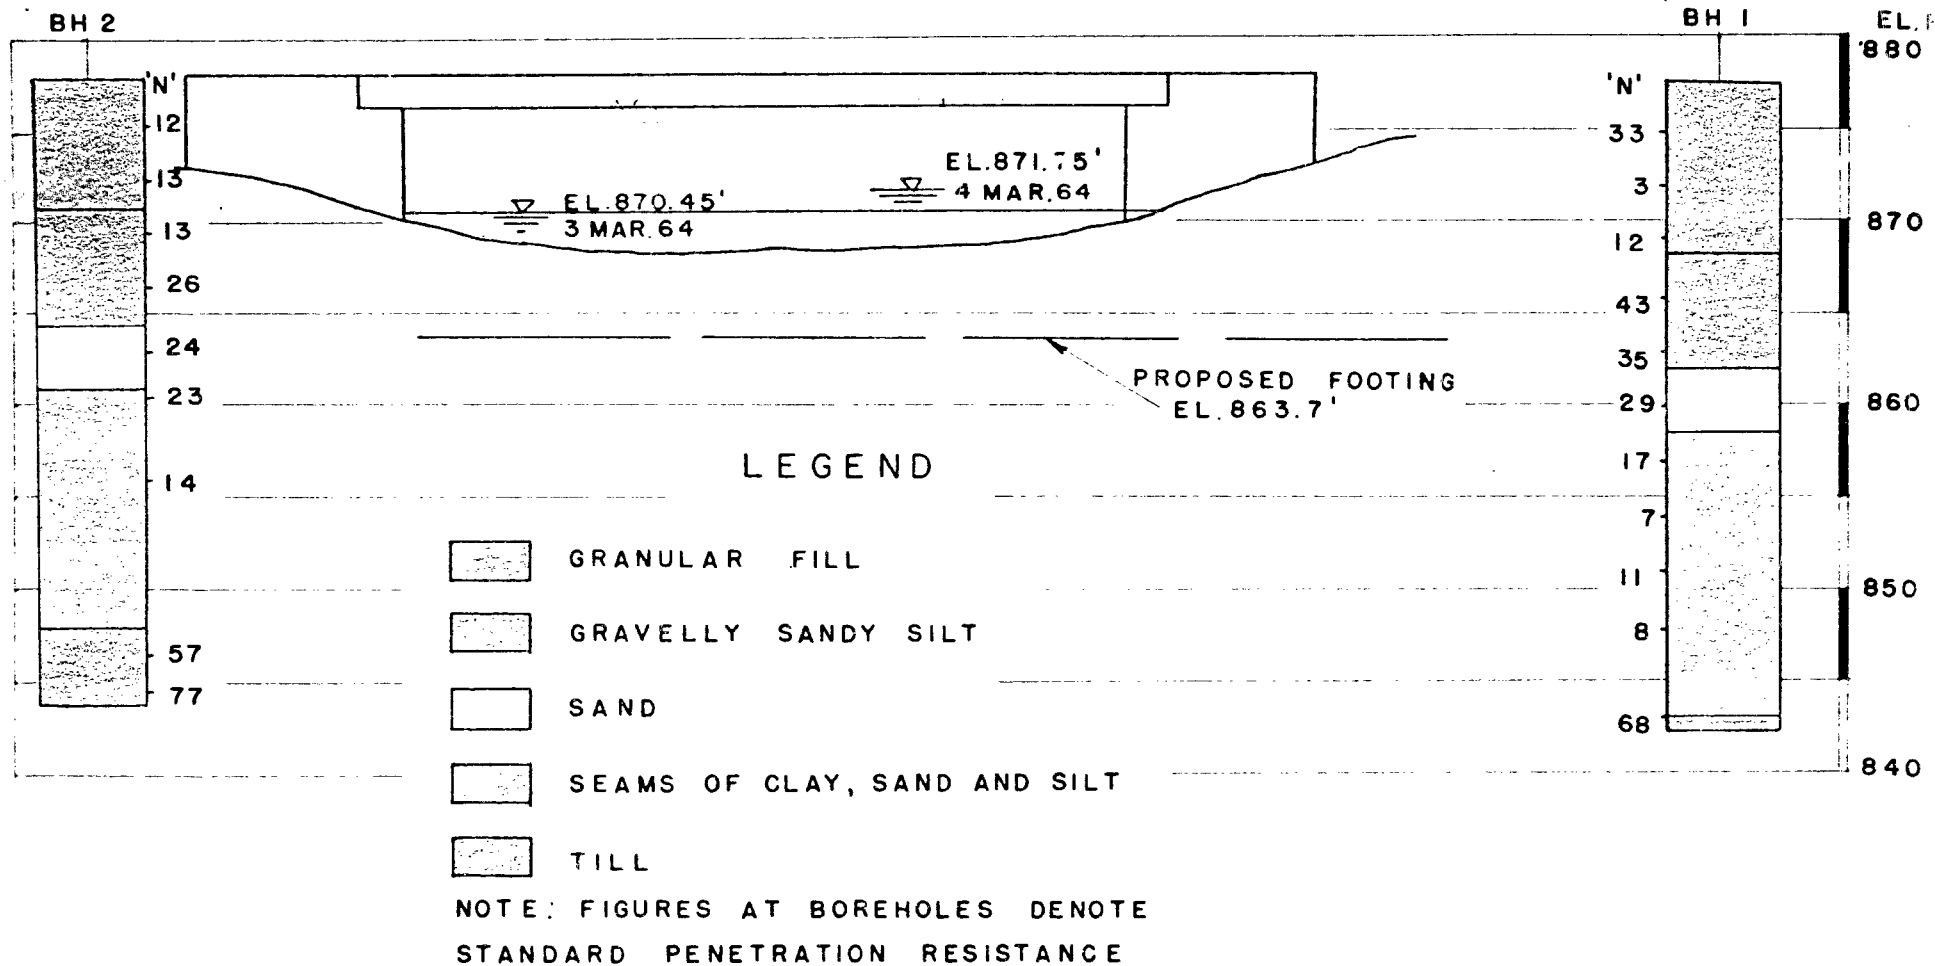 BH 2
BH 1
EL.
880
'N'
'N'
12
33
13
EL.871.75'
3
4 MAR.64
EL.870.45'
870
13
3 MAR.64
12
26
43
24
35
PROPOSED FOOTING
23
29
860
EL.863.7'
LEGEND
17
14
7
GRANULAR FILL
11
850
GRAVELLY SANDY SILT
8
57
77
SAND
68
840
SEAMS OF CLAY, SAND AND SILT
TILL
NOTE: FIGURES AT BOREHOLES DENOTE
STANDARD PENETRATION RESISTANCE